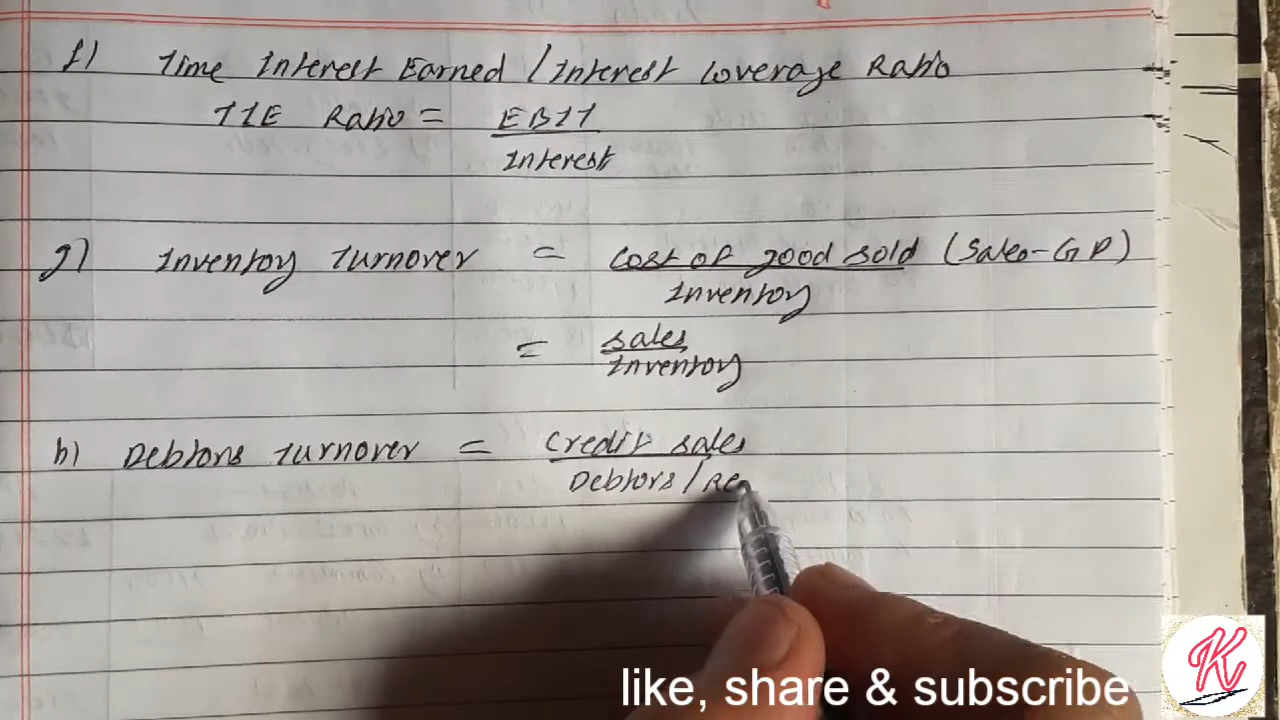 f) Time Interest Earned / Interest Coverage Ratio
TIE Ratio = EBIT
Interest
g) Inventory Turnover = Cost of good sold (Sales-GP)
Inventory
= Sales
Inventory
h) Debtors Turnover = Credit sales
Debtors / Re
like, share & subscribe
K